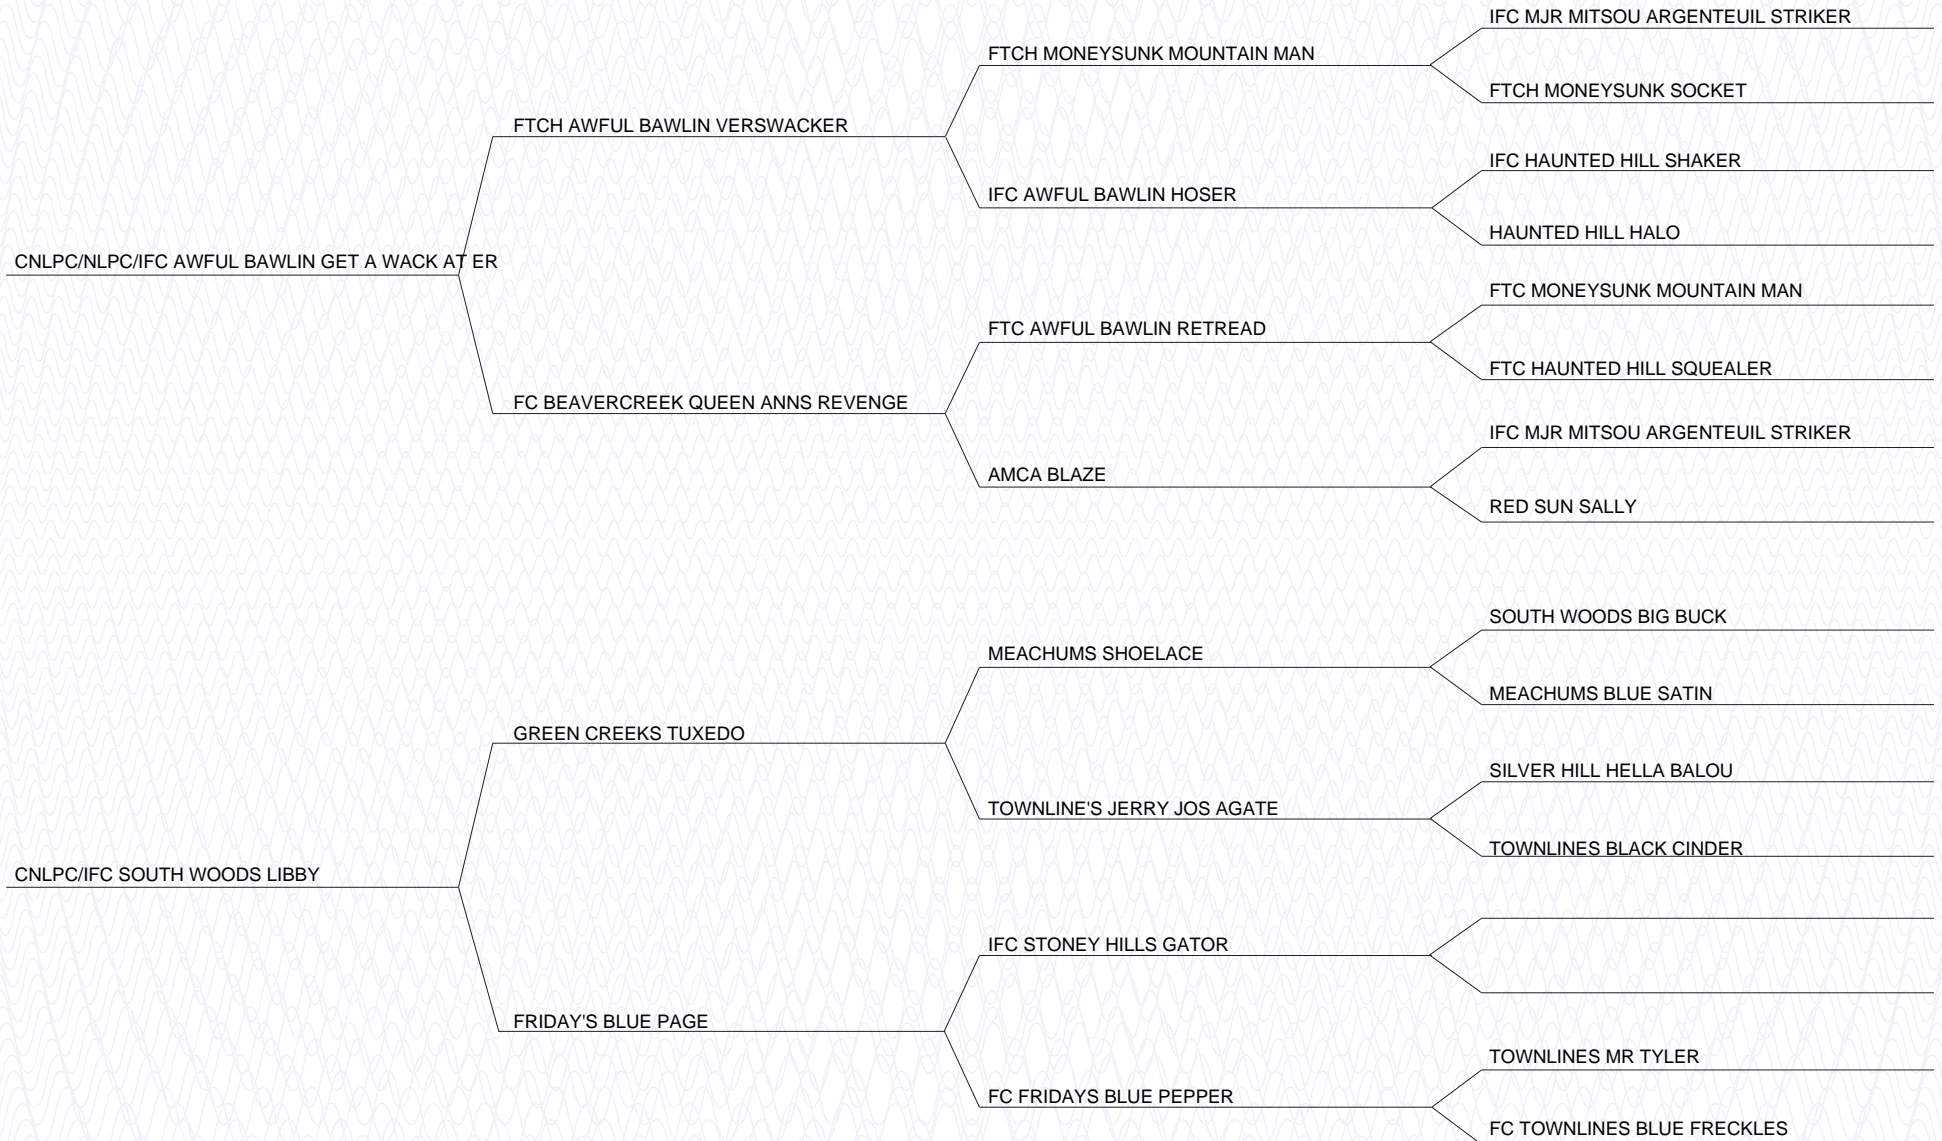 IFC MJR MITSOU ARGENTEUIL STRIKER
FTCH MONEYSUNK MOUNTAIN MAN
FTCH MONEYSUNK SOCKET
FTCH AWFUL BAWLIN VERSWACKER
IFC HAUNTED HILL SHAKER
IFC AWFUL BAWLIN HOSER
HAUNTED HILL HALO
CNLPC/NLPC/IFC AWFUL BAWLIN GET A WACK AT ER
FTC MONEYSUNK MOUNTAIN MAN
FTC AWFUL BAWLIN RETREAD
FTC HAUNTED HILL SQUEALER
FC BEAVERCREEK QUEEN ANNS REVENGE
IFC MJR MITSOU ARGENTEUIL STRIKER
AMCA BLAZE
RED SUN SALLY
SOUTH WOODS BIG BUCK
MEACHUMS SHOELACE
MEACHUMS BLUE SATIN
GREEN CREEKS TUXEDO
SILVER HILL HELLA BALOU
TOWNLINE'S JERRY JOS AGATE
TOWNLINES BLACK CINDER
CNLPC/IFC SOUTH WOODS LIBBY
IFC STONEY HILLS GATOR
FRIDAY'S BLUE PAGE
TOWNLINES MR TYLER
FC FRIDAYS BLUE PEPPER
FC TOWNLINES BLUE FRECKLES